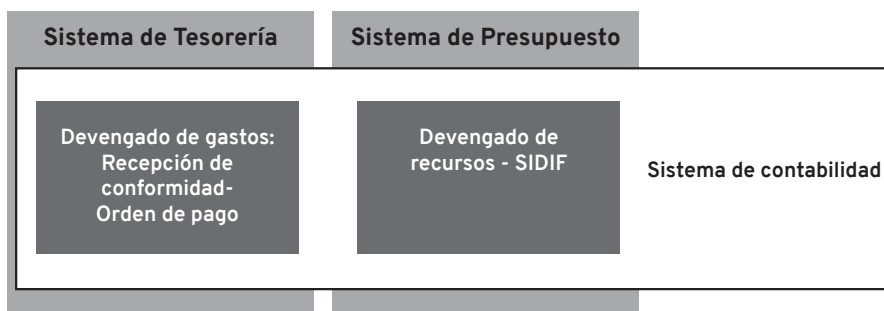 Sistema de Tesorería
Sistema de Presupuesto
Devengado de gastos:
Recepción de
conformidad-
Orden de pago
Devengado de
recursos - SIDIF
Sistema de contabilidad